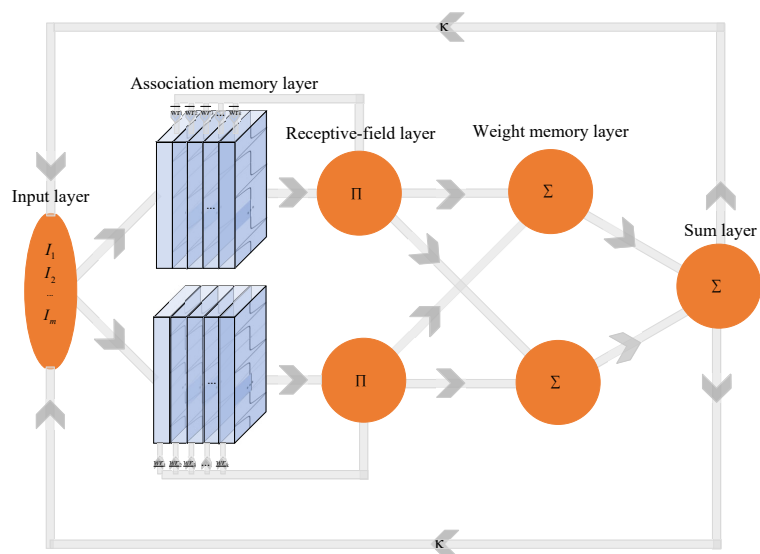 κ
Association memory layer
Receptive-field layer
Weight memory layer
Input layer
Sum layer
I₁
I₂
...
Iₘ
...
...
Π
Σ
Σ
Π
Σ
...
...
κ